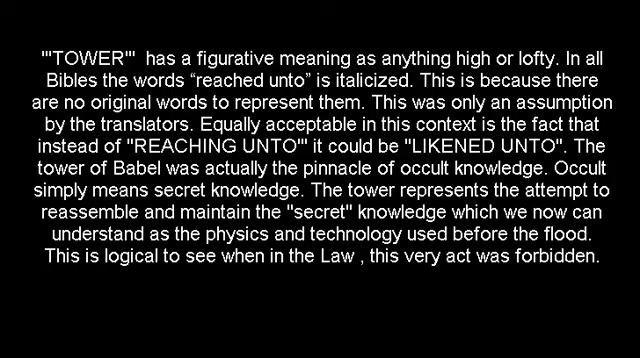 '"TOWER"'  has a figurative meaning as anything high or lofty. In all
Bibles the words “reached unto” is italicized. This is because there
are no original words to represent them. This was only an assumption
by the translators. Equally acceptable in this context is the fact that
instead of "REACHING UNTO'" it could be "LIKENED UNTO". The
tower of Babel was actually the pinnacle of occult knowledge. Occult
simply means secret knowledge. The tower represents the attempt to
reassemble and maintain the "secret" knowledge which we now can
understand as the physics and technology used before the flood.
This is logical to see when in the Law , this very act was forbidden.